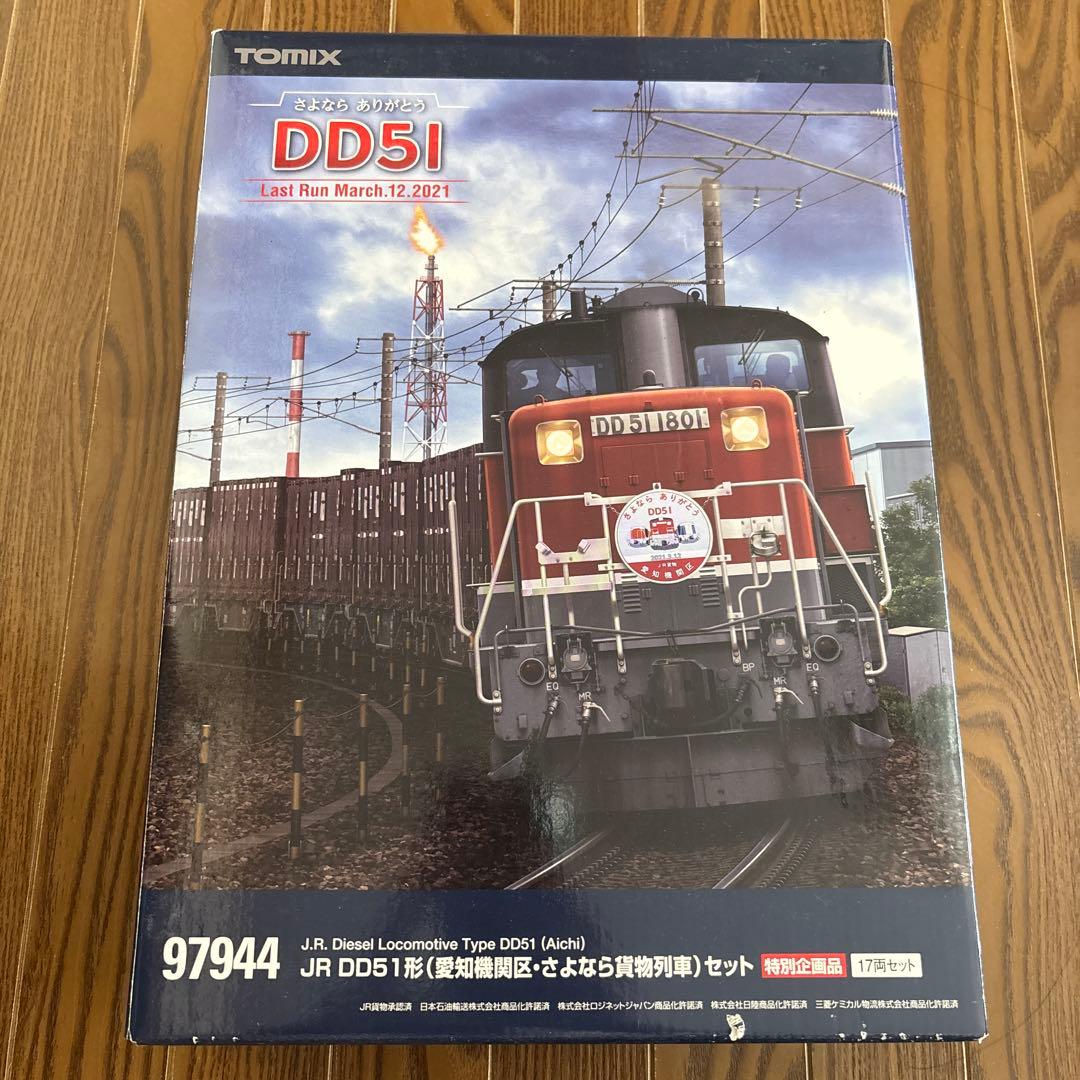 TOMIX
さよなら ありがとう
DD51
Last Run March.12.2021
DD51 1801
さよなら ありがとう
DD51
2021.3.12
JR貨物
愛知機関区
EQ
MR
BP
MR
EQ
97944
J.R. Diesel Locomotive Type DD51 (Aichi)
JR DD51形(愛知機関区・さよなら貨物列車)セット 特別企画品 17両セット
JR貨物承認済 日本石油輸送株式会社商品化許諾済 株式会社ロジネットジャパン商品化許諾済 株式会社日陸商品化許諾済 三菱ケミカル物流株式会社商品化許諾済